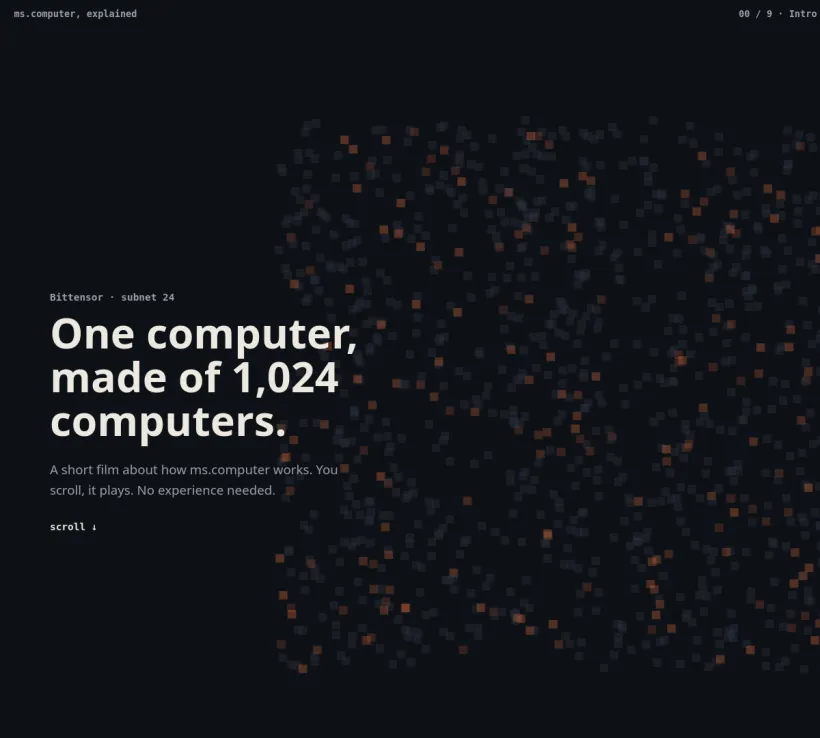 ms.computer, explained
00 / 9 · Intro
Bittensor · subnet 24
One computer,
made of 1,024
computers.
A short film about how ms.computer works. You
scroll, it plays. No experience needed.
scroll ↓